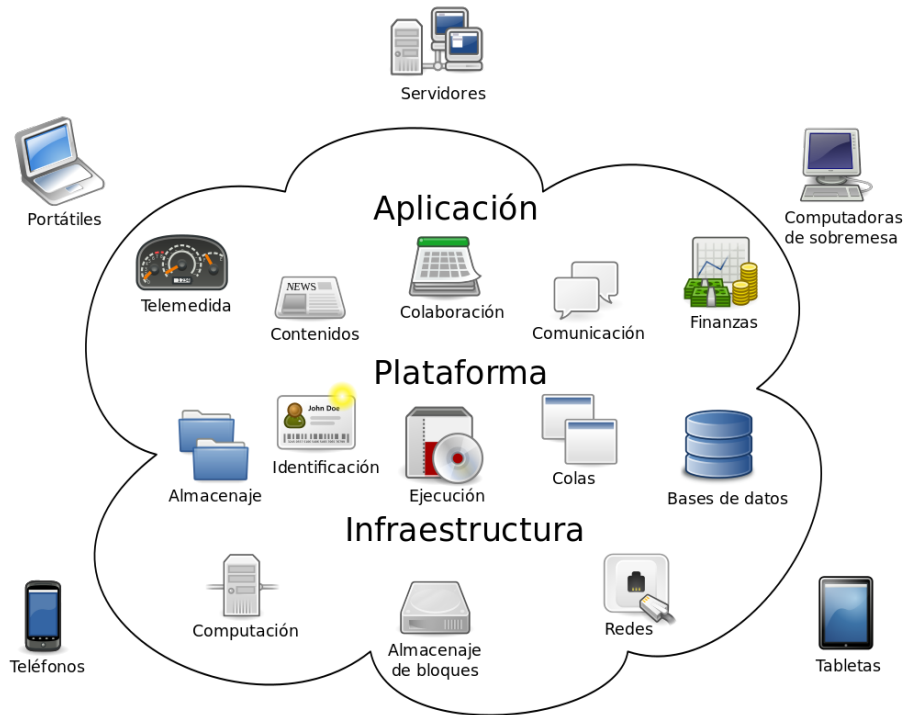 Servidores
Portátiles
Computadoras
de sobremesa
Aplicación
Telemedida
NEWS
Contenidos
Colaboración
Comunicación
Finanzas
Plataforma
John Doe
Almacenaje
Identificación
Ejecución
Colas
Bases de datos
Infraestructura
Computación
Almacenaje
de bloques
Redes
Teléfonos
Tabletas